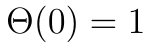 Θ(0) = 1